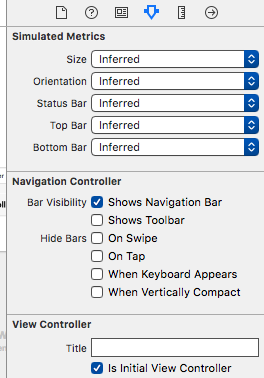 Simulated Metrics
Size Inferred
Orientation Inferred
Status Bar Inferred
Top Bar Inferred
Bottom Bar Inferred
Navigation Controller
Bar Visibility Shows Navigation Bar
Shows Toolbar
Hide Bars On Swipe
On Tap
When Keyboard Appears
When Vertically Compact
View Controller
Title
Is Initial View Controller